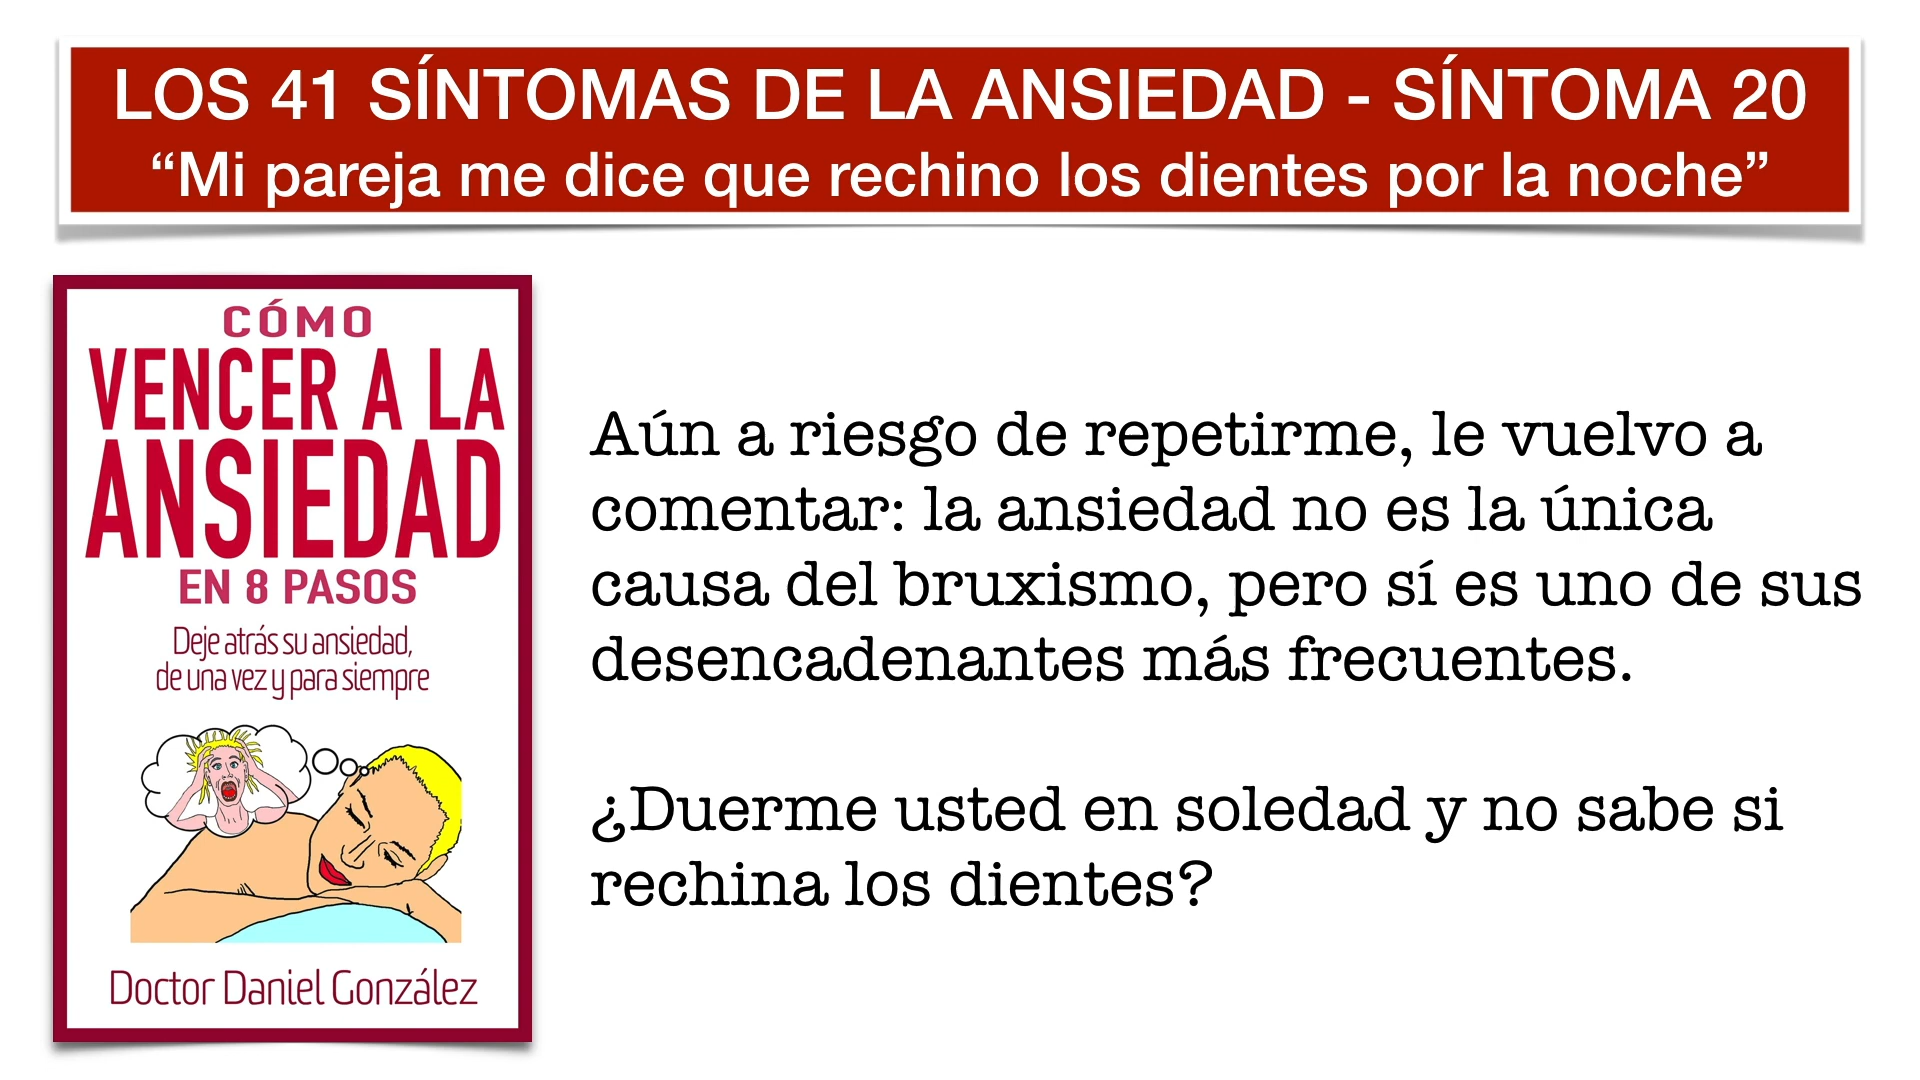 LOS 41 SÍNTOMAS DE LA ANSIEDAD - SÍNTOMA 20
“Mi pareja me dice que rechino los dientes por la noche”
CÓMO
VENCER A LA
ANSIEDAD
EN 8 PASOS
Deje atrás su ansiedad,
de una vez y para siempre
Doctor Daniel González
Aún a riesgo de repetirme, le vuelvo a
comentar: la ansiedad no es la única
causa del bruxismo, pero sí es uno de sus
desencadenantes más frecuentes.
¿Duerme usted en soledad y no sabe si
rechina los dientes?